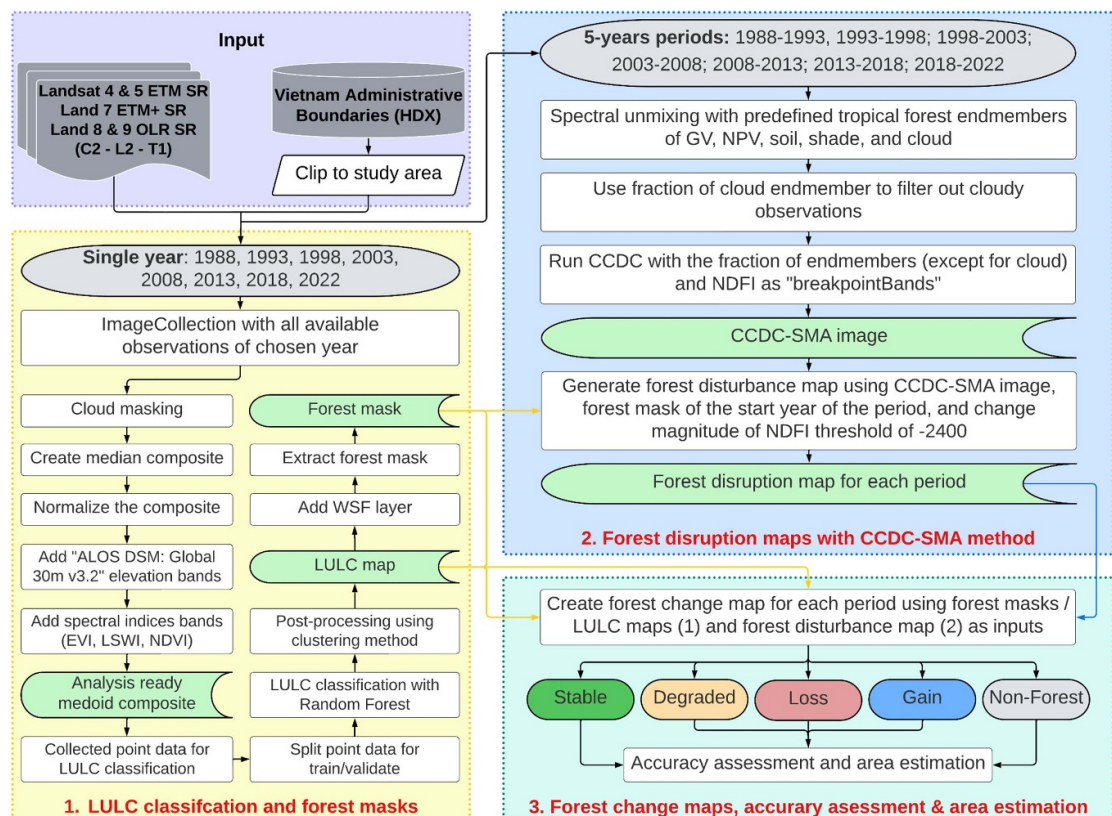 Input
Landsat 4 & 5 ETM SR
Land 7 ETM+ SR
Land 8 & 9 OLR SR
(C2 - L2 - T1)
Vietnam Administrative
Boundaries (HDX)
Clip to study area
Single year: 1988, 1993, 1998, 2003,
2008, 2013, 2018, 2022
ImageCollection with all available
observations of chosen year
Cloud masking
Create median composite
Normalize the composite
Add "ALOS DSM: Global
30m v3.2" elevation bands
Add spectral indices bands
(EVI, LSWI, NDVI)
Analysis ready
medoid composite
Collected point data for
LULC classification
Split point data for
train/validate
LULC classification with
Random Forest
Post-processing using
clustering method
LULC map
Add WSF layer
Extract forest mask
Forest mask
1. LULC classifcation and forest masks
5-years periods: 1988-1993, 1993-1998; 1998-2003;
2003-2008; 2008-2013; 2013-2018; 2018-2022
Spectral unmixing with predefined tropical forest endmembers
of GV, NPV, soil, shade, and cloud
Use fraction of cloud endmember to filter out cloudy
observations
Run CCDC with the fraction of endmembers (except for cloud)
and NDFI as "breakpointBands"
CCDC-SMA image
Generate forest disturbance map using CCDC-SMA image,
forest mask of the start year of the period, and change
magnitude of NDFI threshold of -2400
Forest disruption map for each period
2. Forest disruption maps with CCDC-SMA method
Create forest change map for each period using forest masks /
LULC maps (1) and forest disturbance map (2) as inputs
Stable
Degraded
Loss
Gain
Non-Forest
Accuracy assessment and area estimation
3. Forest change maps, accurary asessment & area estimation